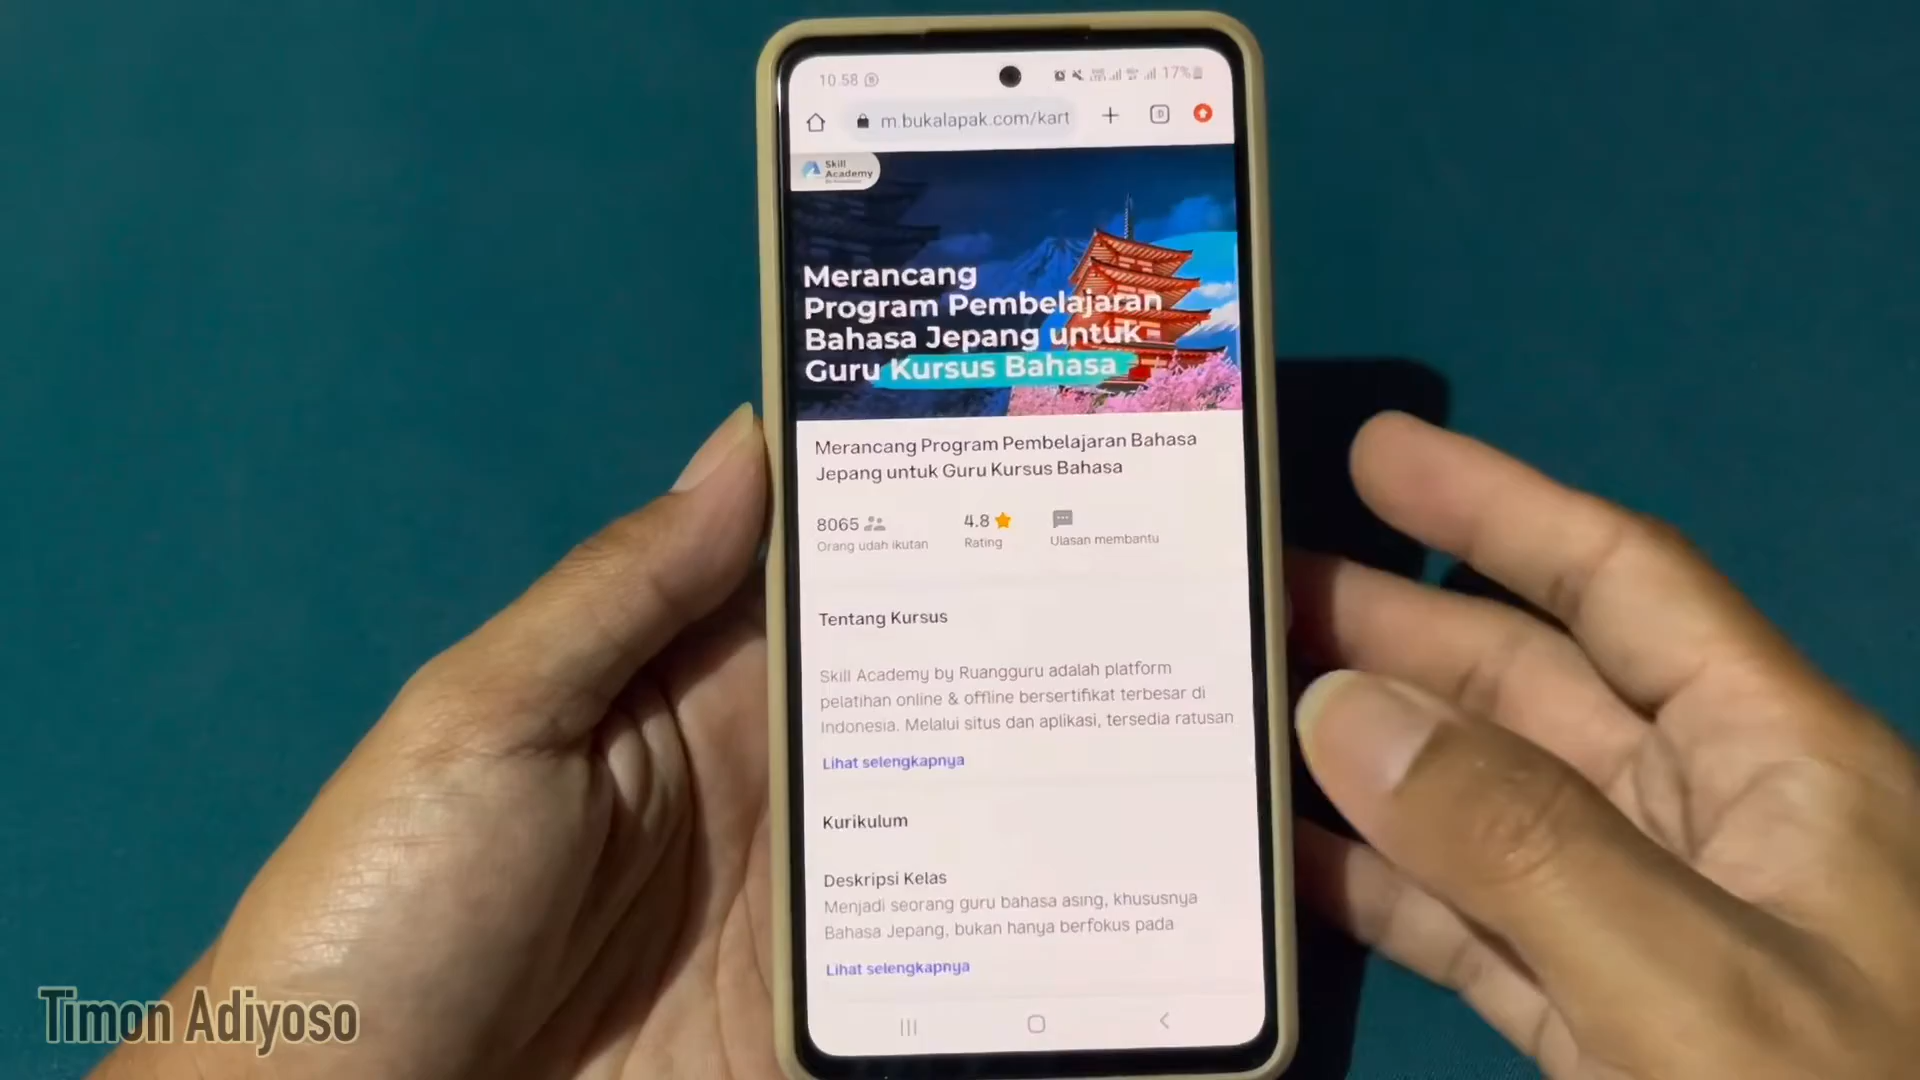 10.58
17%
m.bukalapak.com/kart
Skill
Academy
Merancang
Program Pembelajaran
Bahasa Jepang untuk
Guru Kursus Bahasa
Merancang Program Pembelajaran Bahasa
Jepang untuk Guru Kursus Bahasa
8065
4.8
Orang udah ikutan
Rating
Ulasan membantu
Tentang Kursus
Skill Academy by Ruangguru adalah platform
pelatihan online & offline bersertifikat terbesar di
Indonesia. Melalui situs dan aplikasi, tersedia ratusan
Lihat selengkapnya
Kurikulum
Deskripsi Kelas
Menjadi seorang guru bahasa asing, khususnya
Bahasa Jepang, bukan hanya berfokus pada
Lihat selengkapnya
Timon Adiyoso